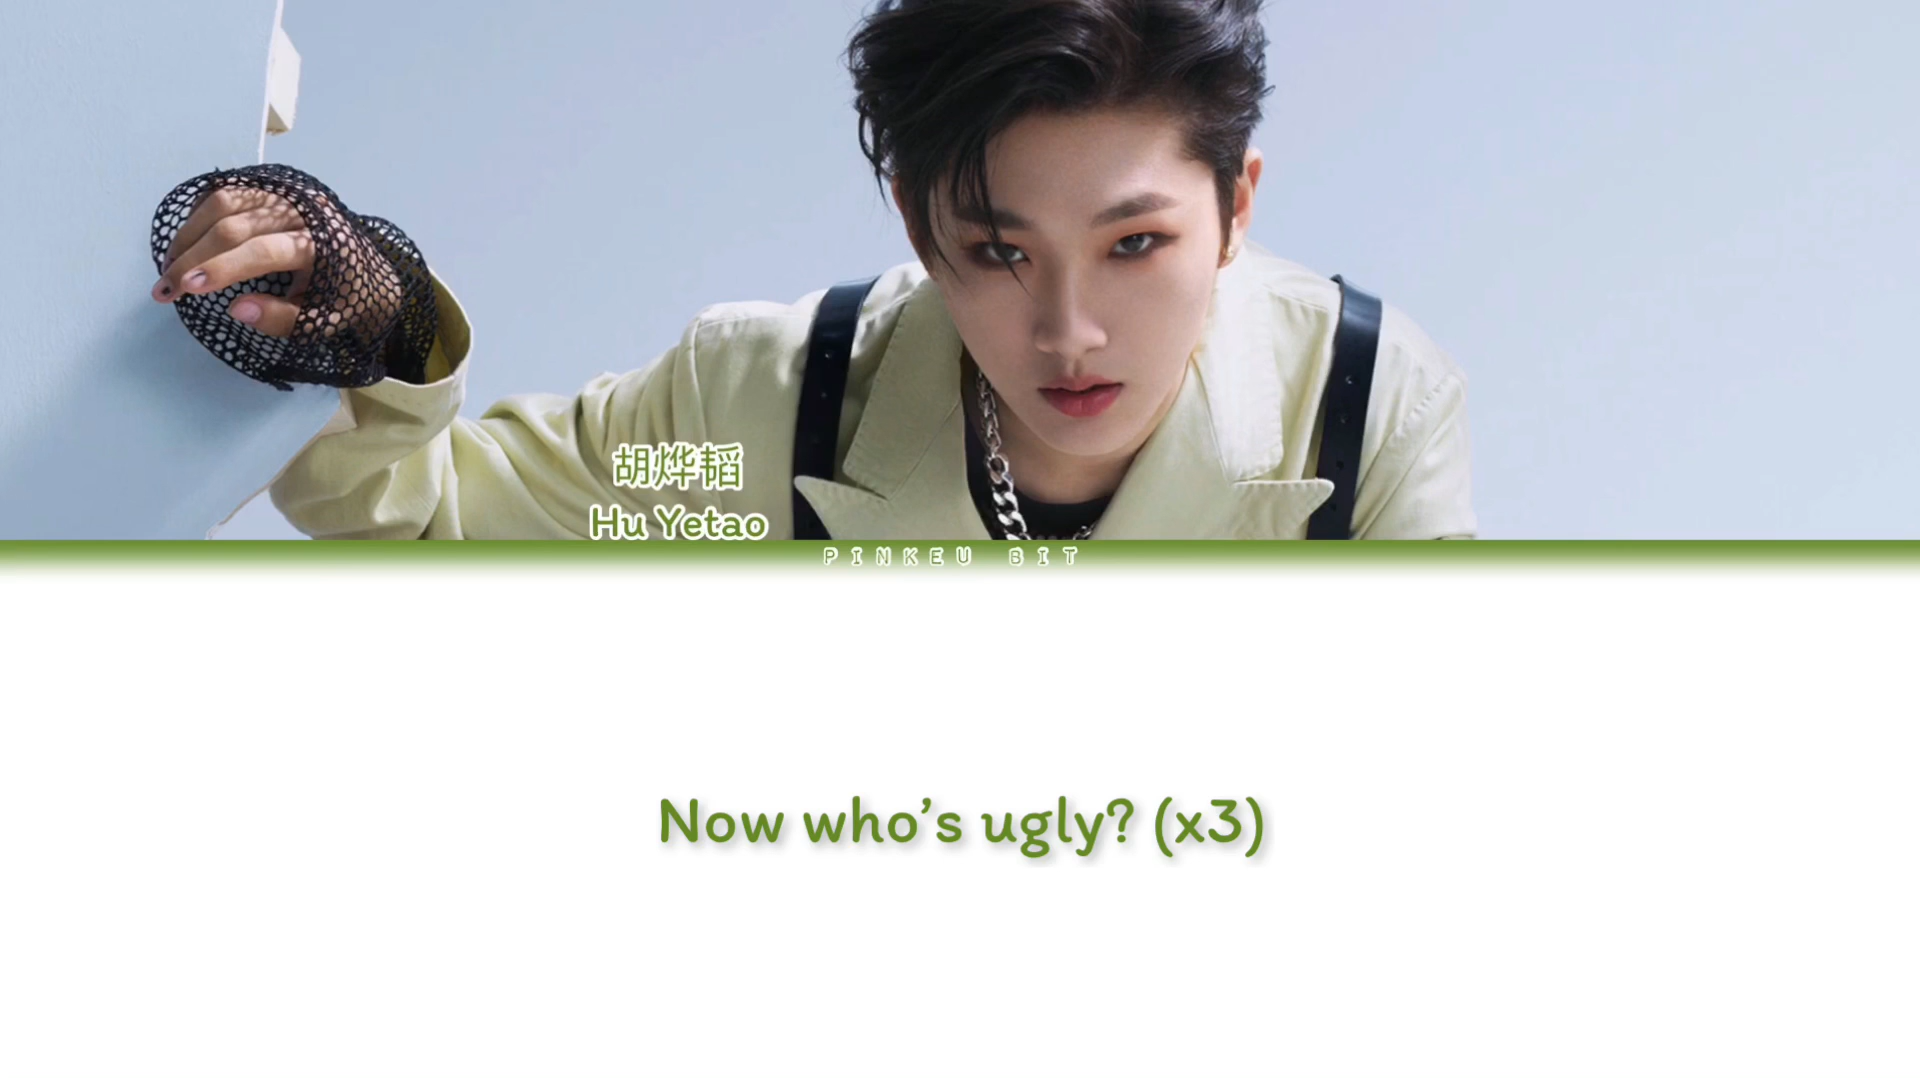 胡烨韬
Hu Yetao
PINKEU BIT
Now who's ugly? (x3)